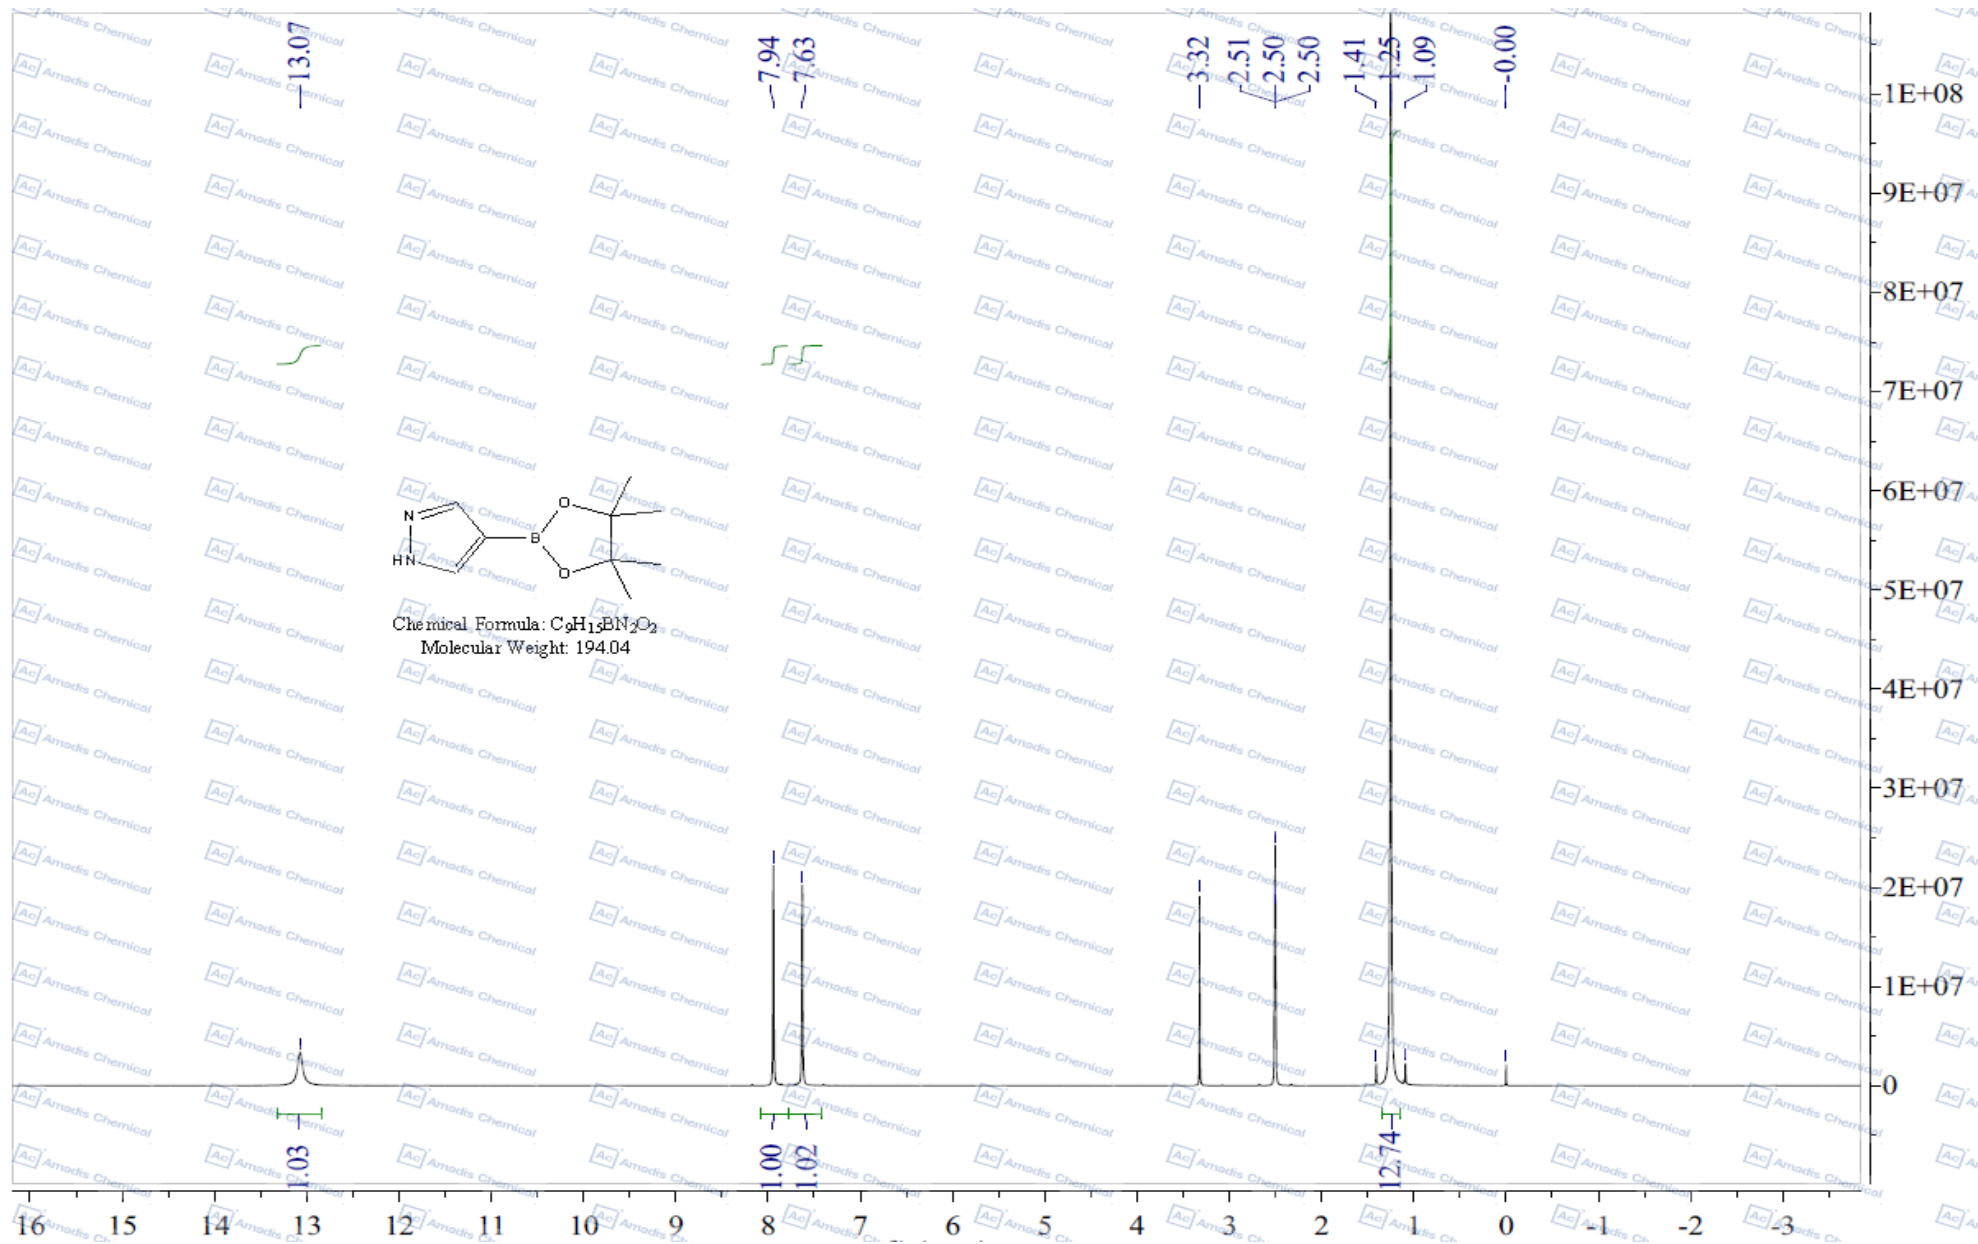 13.07
7.94
7.63
3.32
2.51
2.50
2.50
1.41
1.25
1.09
-0.00
1E+08
9E+07
8E+07
7E+07
6E+07
5E+07
4E+07
3E+07
2E+07
1E+07
0
N
HN
B
O
O
Chemical Formula: C₉H₁₅BN₂O₂
Molecular Weight: 194.04
1.03
1.00
1.02
12.74
16 15 14 13 12 11 10 9 8 7 6 5 4 3 2 1 0 -1 -2 -3
Ac Amadis Chemical